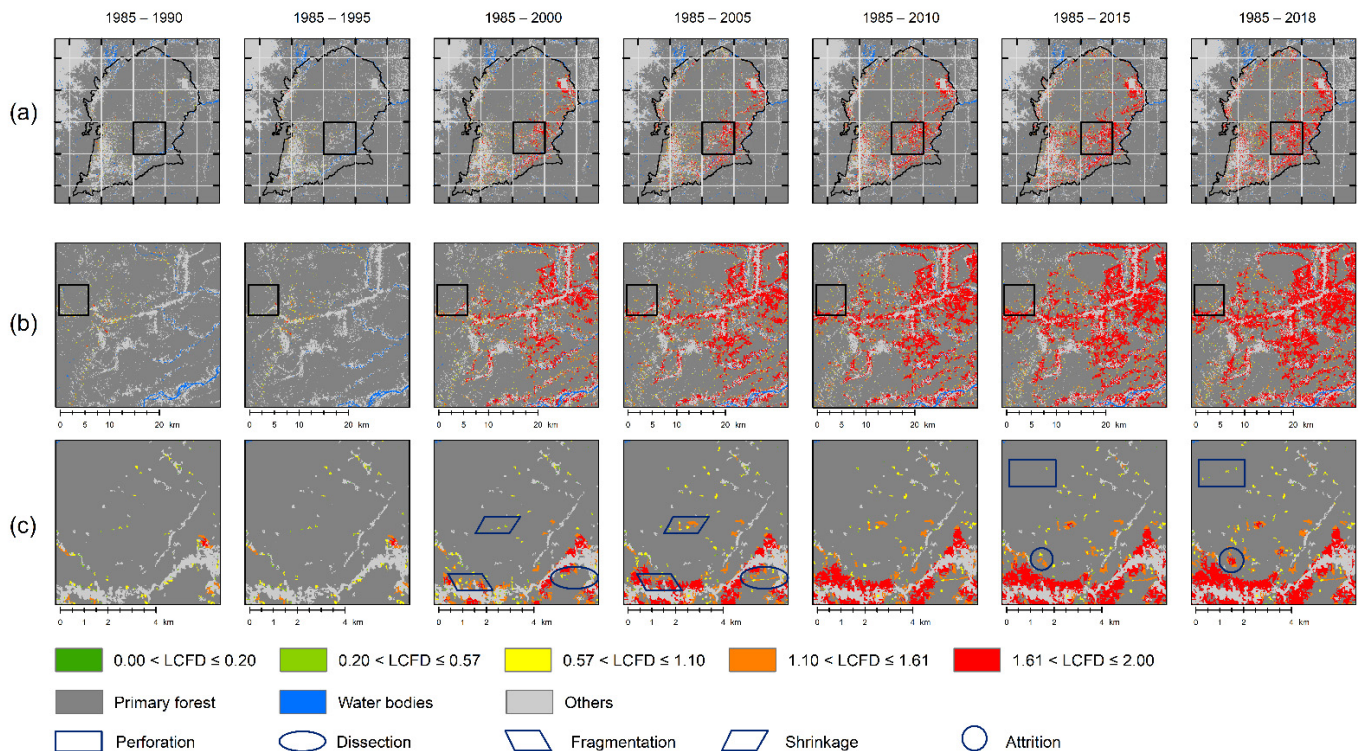 1985 – 1990 1985 – 1995 1985 – 2000 1985 – 2005 1985 – 2010 1985 – 2015 1985 – 2018
(a)
(b)
0 5 10 20 km 0 5 10 20 km 0 5 10 20 km 0 5 10 20 km 0 5 10 20 km 0 5 10 20 km 0 5 10 20 km
(c)
0 1 2 4 km 0 1 2 4 km 0 1 2 4 km 0 1 2 4 km 0 1 2 4 km 0 1 2 4 km 0 1 2 4 km
0.00 < LCFD ≤ 0.20 0.20 < LCFD ≤ 0.57 0.57 < LCFD ≤ 1.10 1.10 < LCFD ≤ 1.61 1.61 < LCFD ≤ 2.00
Primary forest Water bodies Others
Perforation Dissection Fragmentation Shrinkage Attrition